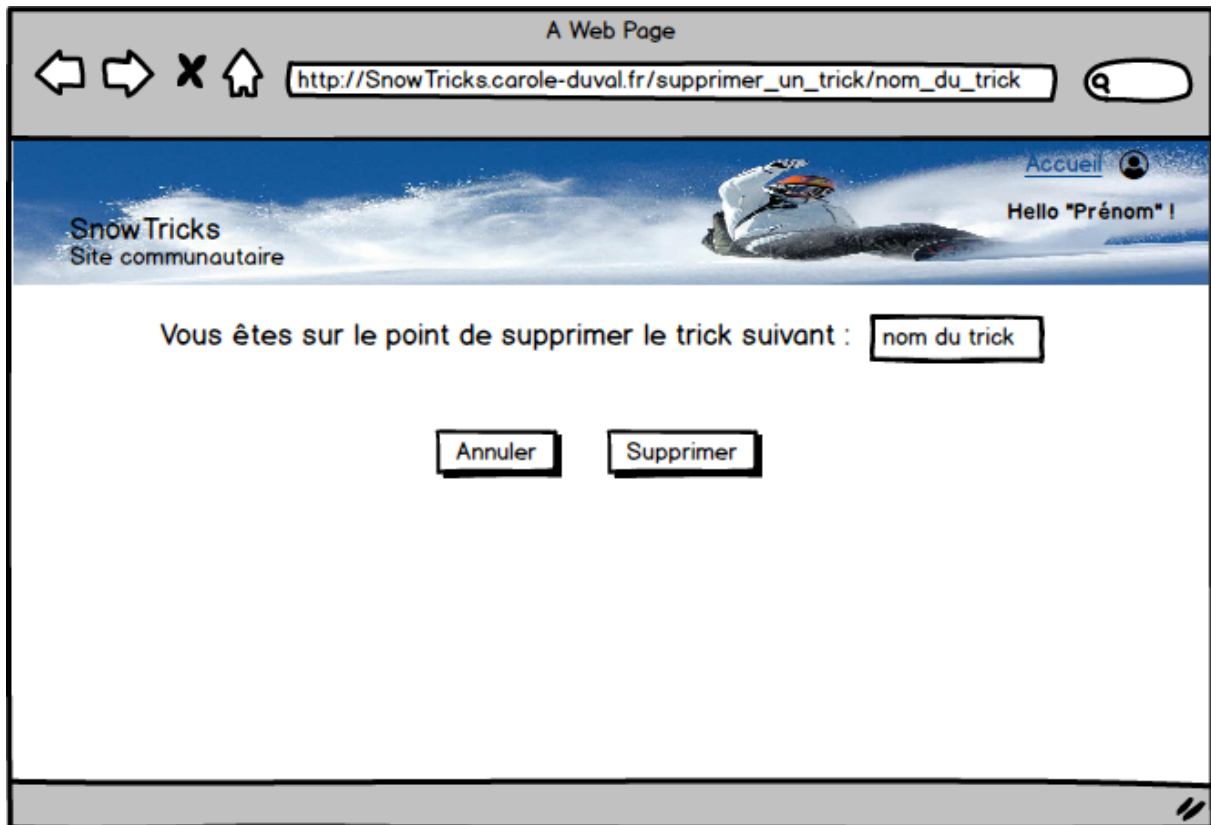 A Web Page
http://SnowTricks.carole-duval.fr/supprimer_un_trick/nom_du_trick
Accueil
Hello "Prénom" !
SnowTricks
Site communautaire
Vous êtes sur le point de supprimer le trick suivant : nom du trick
Annuler Supprimer